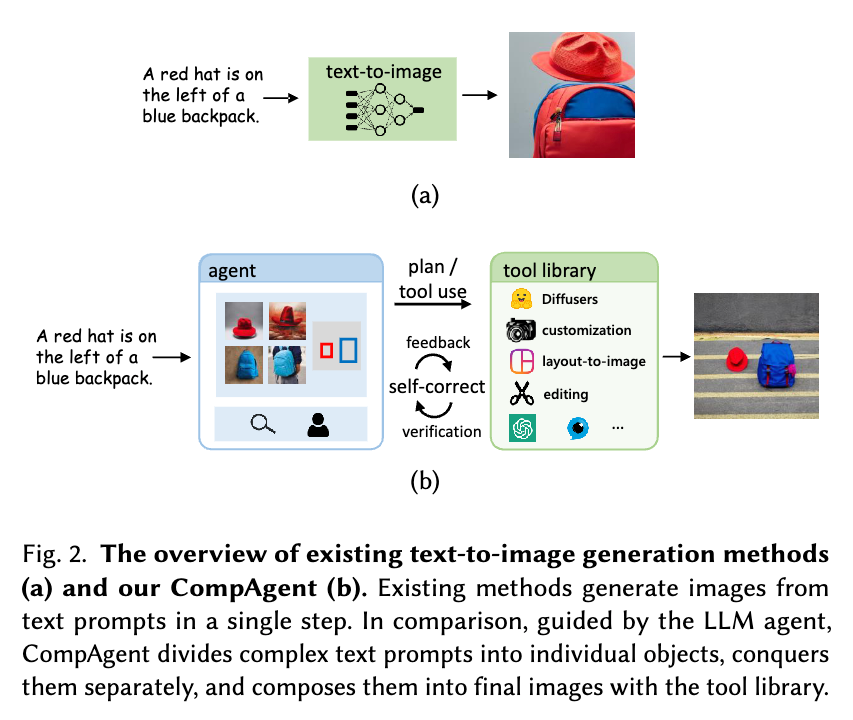 A red hat is on
the left of a
blue backpack.
text-to-image
(a)
agent
plan /
tool use
tool library
Diffusers
customization
feedback
layout-to-image
A red hat is on
the left of a
blue backpack.
self-correct
editing
verification
...
(b)
Fig. 2. The overview of existing text-to-image generation methods
(a) and our CompAgent (b). Existing methods generate images from
text prompts in a single step. In comparison, guided by the LLM agent,
CompAgent divides complex text prompts into individual objects, conquers
them separately, and composes them into final images with the tool library.